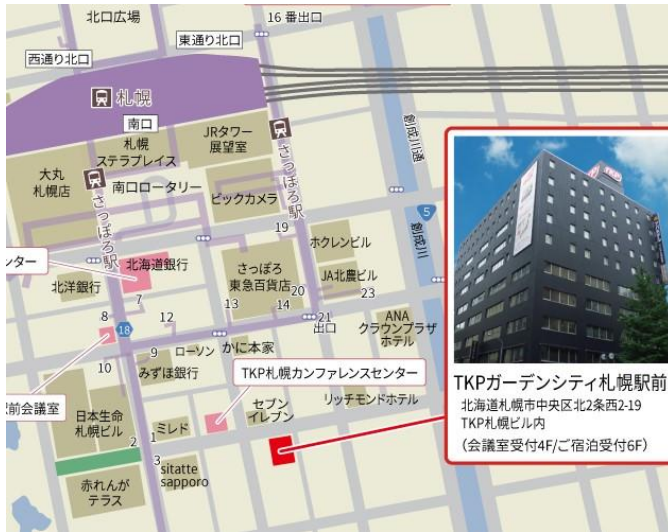 北口広場
16 番出口
東通り北口
西通り北口
札幌
南口
札幌
ステラプレイス
JRタワー
展望室
さっぽろ駅
大丸
札幌店
南口ロータリー
ビックカメラ
さっぽろ駅
創成川通
5
創成川
19
ホクレンビル
ンター
北海道銀行
北洋銀行
さっぽろ
東急百貨店
JA北農ビル
7
13
14
20
23
8
18
12
21
出口
ANA
クラウンプラザ
ホテル
9
ローソン
かに本家
10
みずほ銀行
TKP札幌カンファレンスセンター
駅前会議室
日本生命
札幌ビル
セブン
イレブン
リッチモンドホテル
2
1
ミレド
3
sitatte
sapporo
赤れんが
テラス
TKPガーデンシティ札幌駅前
北海道札幌市中央区北2条西2-19
TKP札幌ビル内
(会議室受付4F/ご宿泊受付6F)